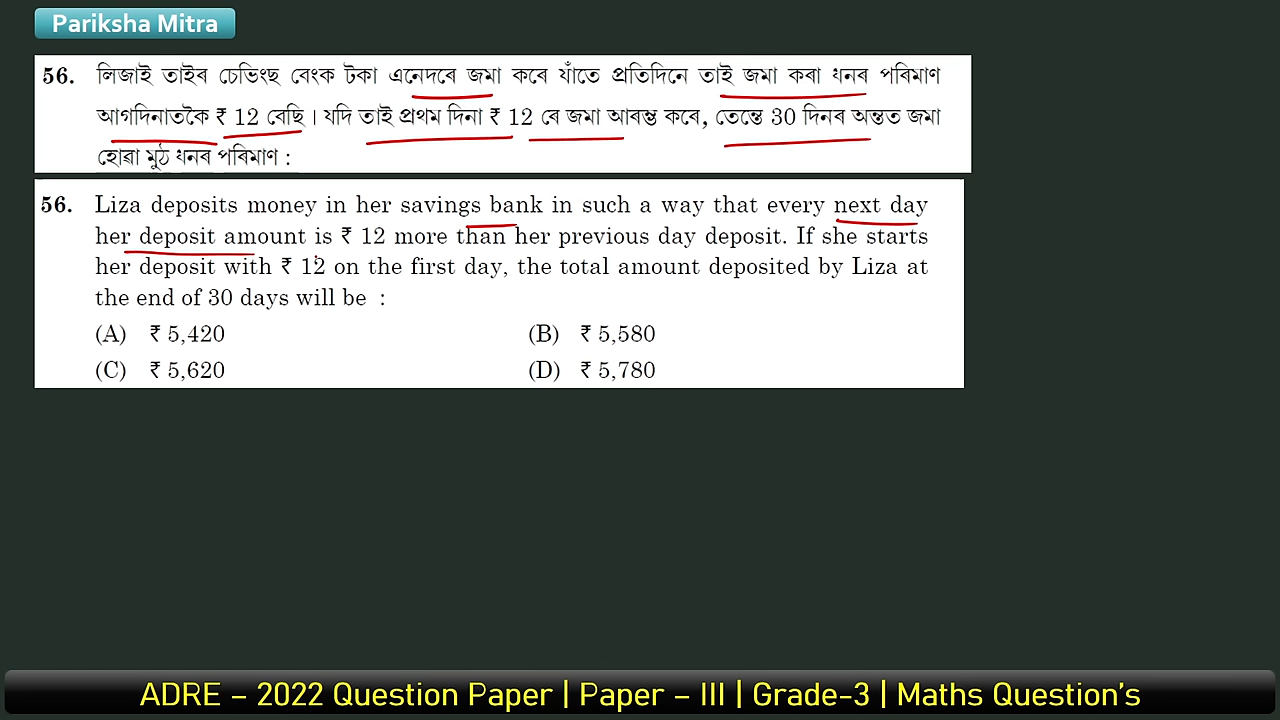 Pariksha Mitra
56. লিজাই তাইৰ চেভিংছ বেংক টকা এনেদৰে জমা কৰে যাঁতে প্ৰতিদিনে তাই জমা কৰা ধনৰ পৰিমাণ
আগদিনাতকৈ ₹ 12 বেছি। যদি তাই প্ৰথম দিনা ₹ 12 ৰে জমা আৰম্ভ কৰে, তেন্তে 30 দিনৰ অন্তত জমা
হোৱা মুঠ ধনৰ পৰিমাণ :
56. Liza deposits money in her savings bank in such a way that every next day
her deposit amount is ₹ 12 more than her previous day deposit. If she starts
her deposit with ₹ 12 on the first day, the total amount deposited by Liza at
the end of 30 days will be :
(A) ₹ 5,420 (B) ₹ 5,580
(C) ₹ 5,620 (D) ₹ 5,780
ADRE – 2022 Question Paper | Paper – III | Grade-3 | Maths Question's